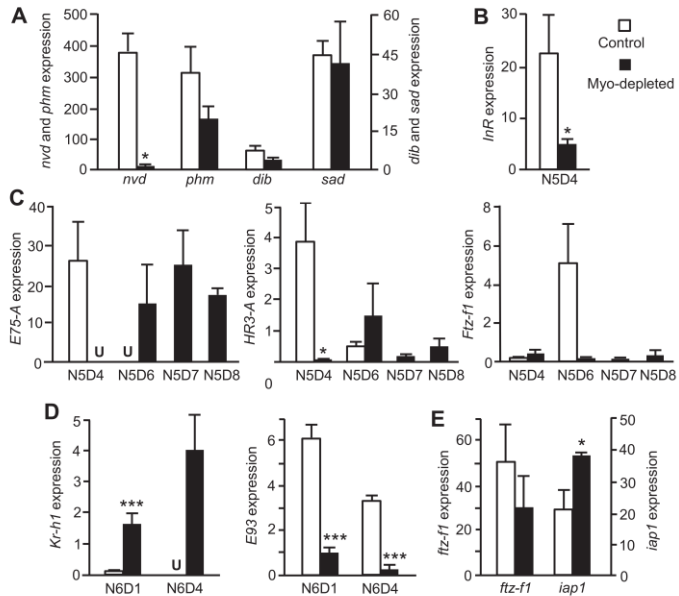 A
B
Control
Myo-depleted
nvd and phm expression
500
400
300
200
100
0
*
nvd
phm
dib
sad
60
45
30
15
0
dib and sad expression
InR expression
30
20
10
0
*
N5D4
C
E75-A expression
40
30
20
10
0
U
U
N5D4
N5D6
N5D7
N5D8
HR3-A expression
5
4
3
2
1
0
*
N5D4
N5D6
N5D7
N5D8
Ftz-f1 expression
8
6
4
2
0
N5D4
N5D6
N5D7
N5D8
D
Kr-h1 expression
5
4
3
2
1
0
***
U
N6D1
N6D4
E93 expression
6
4
2
0
***
***
N6D1
N6D4
E
ftz-f1 expression
60
40
20
0
*
ftz-f1
iap1
50
40
30
20
10
0
iap1 expression